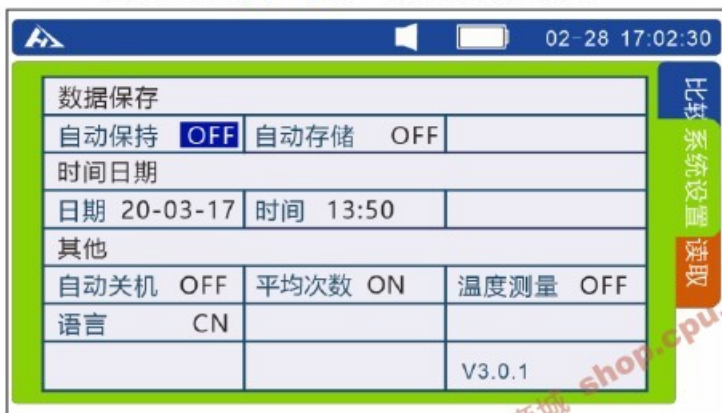 02-28 17:02:30
数据保存
自动保持 OFF 自动存储 OFF
时间日期
日期 20-03-17 时间 13:50
其他
自动关机 OFF 平均次数 ON 温度测量 OFF
语言 CN
V3.0.1
比较
系统设置
读取
商城 shop.cpu.